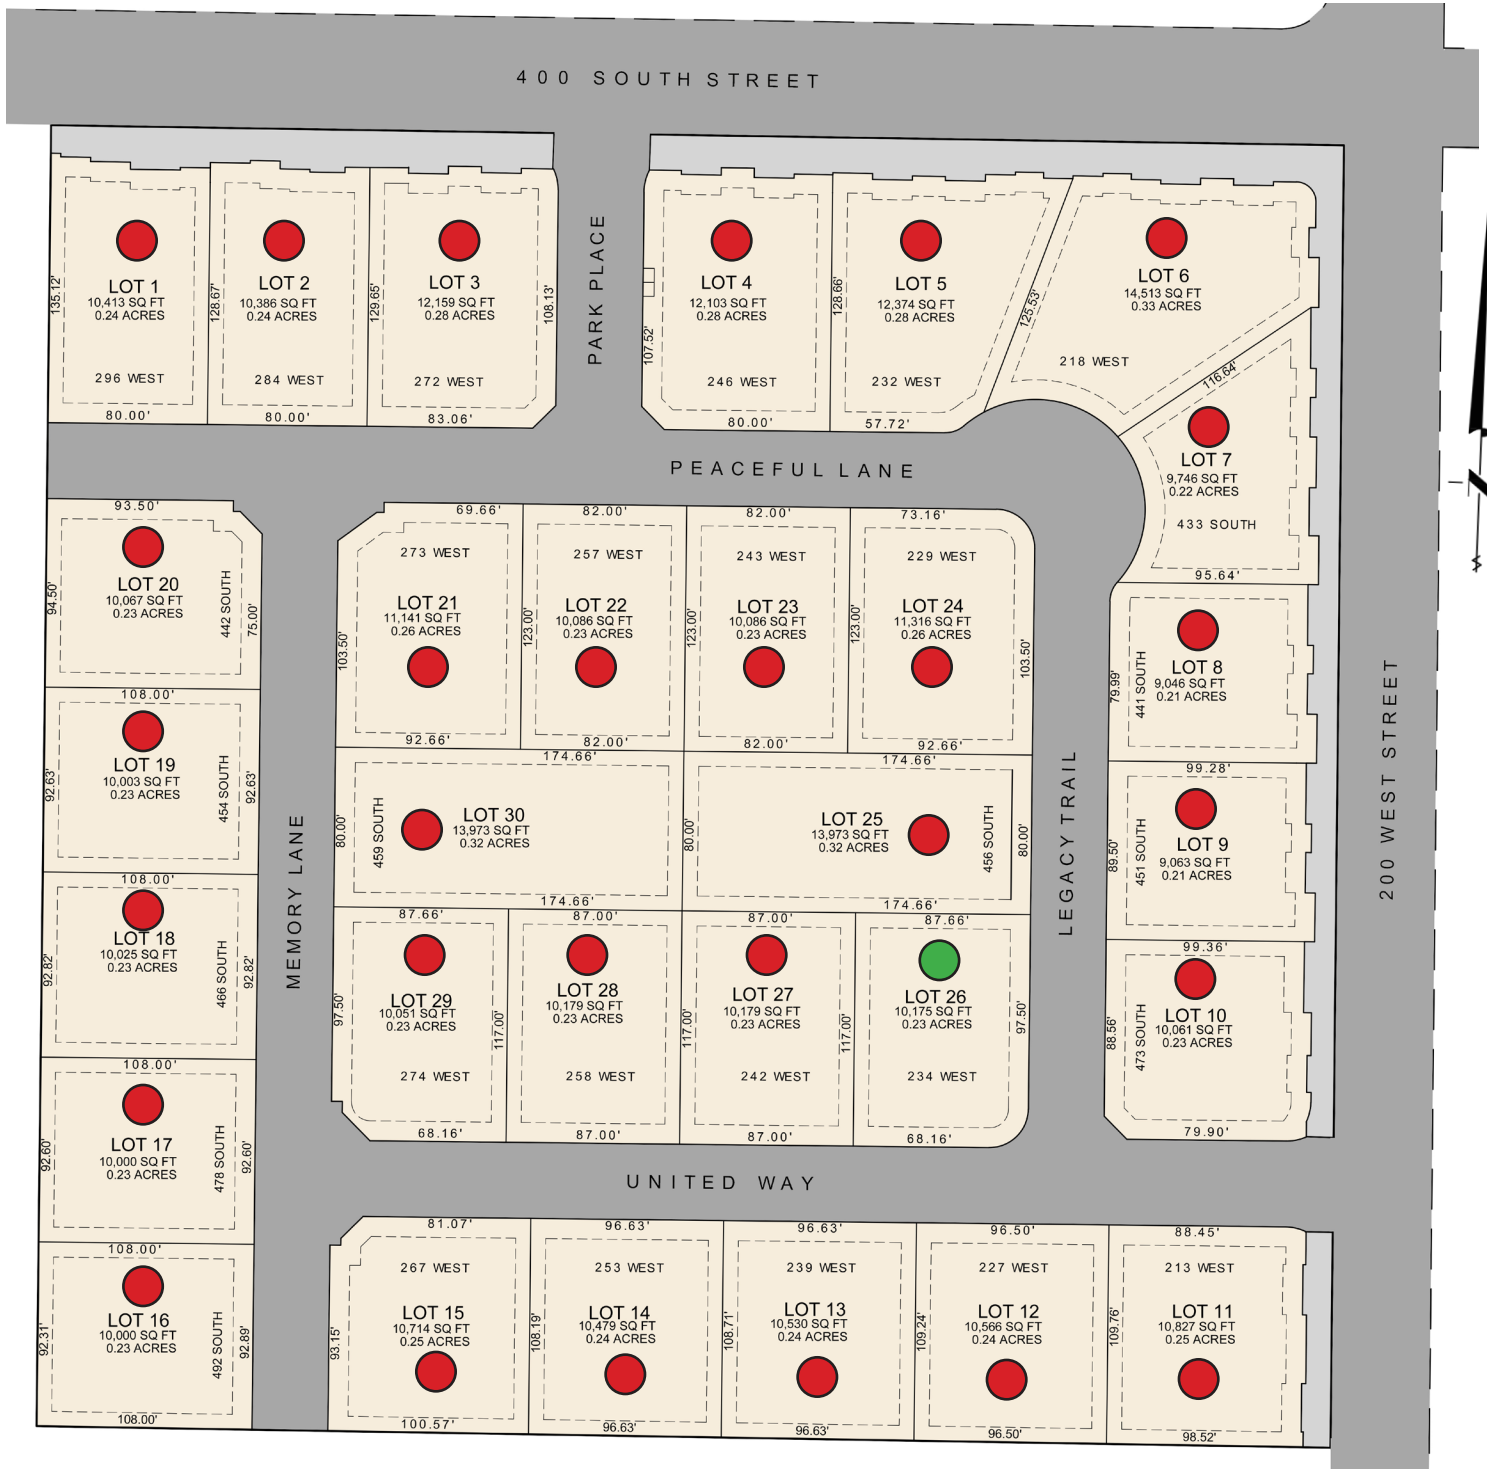 400 SOUTH STREET
PARK PLACE
LOT 1
10,413 SQ FT
0.24 ACRES
296 WEST
135.12'
80.00'
LOT 2
10,386 SQ FT
0.24 ACRES
284 WEST
128.67'
80.00'
LOT 3
12,159 SQ FT
0.28 ACRES
272 WEST
129.65'
108.13'
83.06'
LOT 4
12,103 SQ FT
0.28 ACRES
246 WEST
107.52'
80.00'
LOT 5
12,374 SQ FT
0.28 ACRES
232 WEST
128.66'
57.72'
125.53'
LOT 6
14,513 SQ FT
0.33 ACRES
218 WEST
116.64'
LOT 7
9,746 SQ FT
0.22 ACRES
433 SOUTH
95.64'
PEACEFUL LANE
93.50'
LOT 20
10,067 SQ FT
0.23 ACRES
94.50'
442 SOUTH
75.00'
108.00'
69.66'
273 WEST
LOT 21
11,141 SQ FT
0.26 ACRES
103.50'
92.66'
82.00'
257 WEST
LOT 22
10,086 SQ FT
0.23 ACRES
123.00'
82.00'
82.00'
243 WEST
LOT 23
10,086 SQ FT
0.23 ACRES
123.00'
82.00'
73.16'
229 WEST
LOT 24
11,316 SQ FT
0.26 ACRES
123.00'
103.50'
92.66'
LOT 8
9,046 SQ FT
0.21 ACRES
79.99'
441 SOUTH
99.28'
LOT 19
10,003 SQ FT
0.23 ACRES
92.63'
454 SOUTH
92.63'
108.00'
MEMORY LANE
174.66'
LOT 30
13,973 SQ FT
0.32 ACRES
80.00'
459 SOUTH
80.00'
174.66'
174.66'
LOT 25
13,973 SQ FT
0.32 ACRES
456 SOUTH
80.00'
174.66'
LEGACY TRAIL
LOT 9
9,063 SQ FT
0.21 ACRES
89.50'
451 SOUTH
99.36'
200 WEST STREET
LOT 18
10,025 SQ FT
0.23 ACRES
92.82'
466 SOUTH
92.82'
108.00'
87.66'
LOT 29
10,051 SQ FT
0.23 ACRES
97.50'
274 WEST
68.16'
87.00'
LOT 28
10,179 SQ FT
0.23 ACRES
117.00'
258 WEST
87.00'
87.00'
LOT 27
10,179 SQ FT
0.23 ACRES
117.00'
242 WEST
87.00'
87.66'
LOT 26
10,175 SQ FT
0.23 ACRES
117.00'
97.50'
234 WEST
68.16'
LOT 10
10,061 SQ FT
0.23 ACRES
88.56'
473 SOUTH
79.90'
LOT 17
10,000 SQ FT
0.23 ACRES
92.60'
478 SOUTH
92.60'
108.00'
UNITED WAY
LOT 16
10,000 SQ FT
0.23 ACRES
92.31'
492 SOUTH
92.89'
108.00'
81.07'
267 WEST
LOT 15
10,714 SQ FT
0.25 ACRES
93.15'
100.57'
96.63'
253 WEST
LOT 14
10,479 SQ FT
0.24 ACRES
108.19'
96.63'
96.63'
239 WEST
LOT 13
10,530 SQ FT
0.24 ACRES
108.71'
96.63'
96.50'
227 WEST
LOT 12
10,566 SQ FT
0.24 ACRES
109.24'
96.50'
88.45'
213 WEST
LOT 11
10,827 SQ FT
0.25 ACRES
109.76'
98.52'